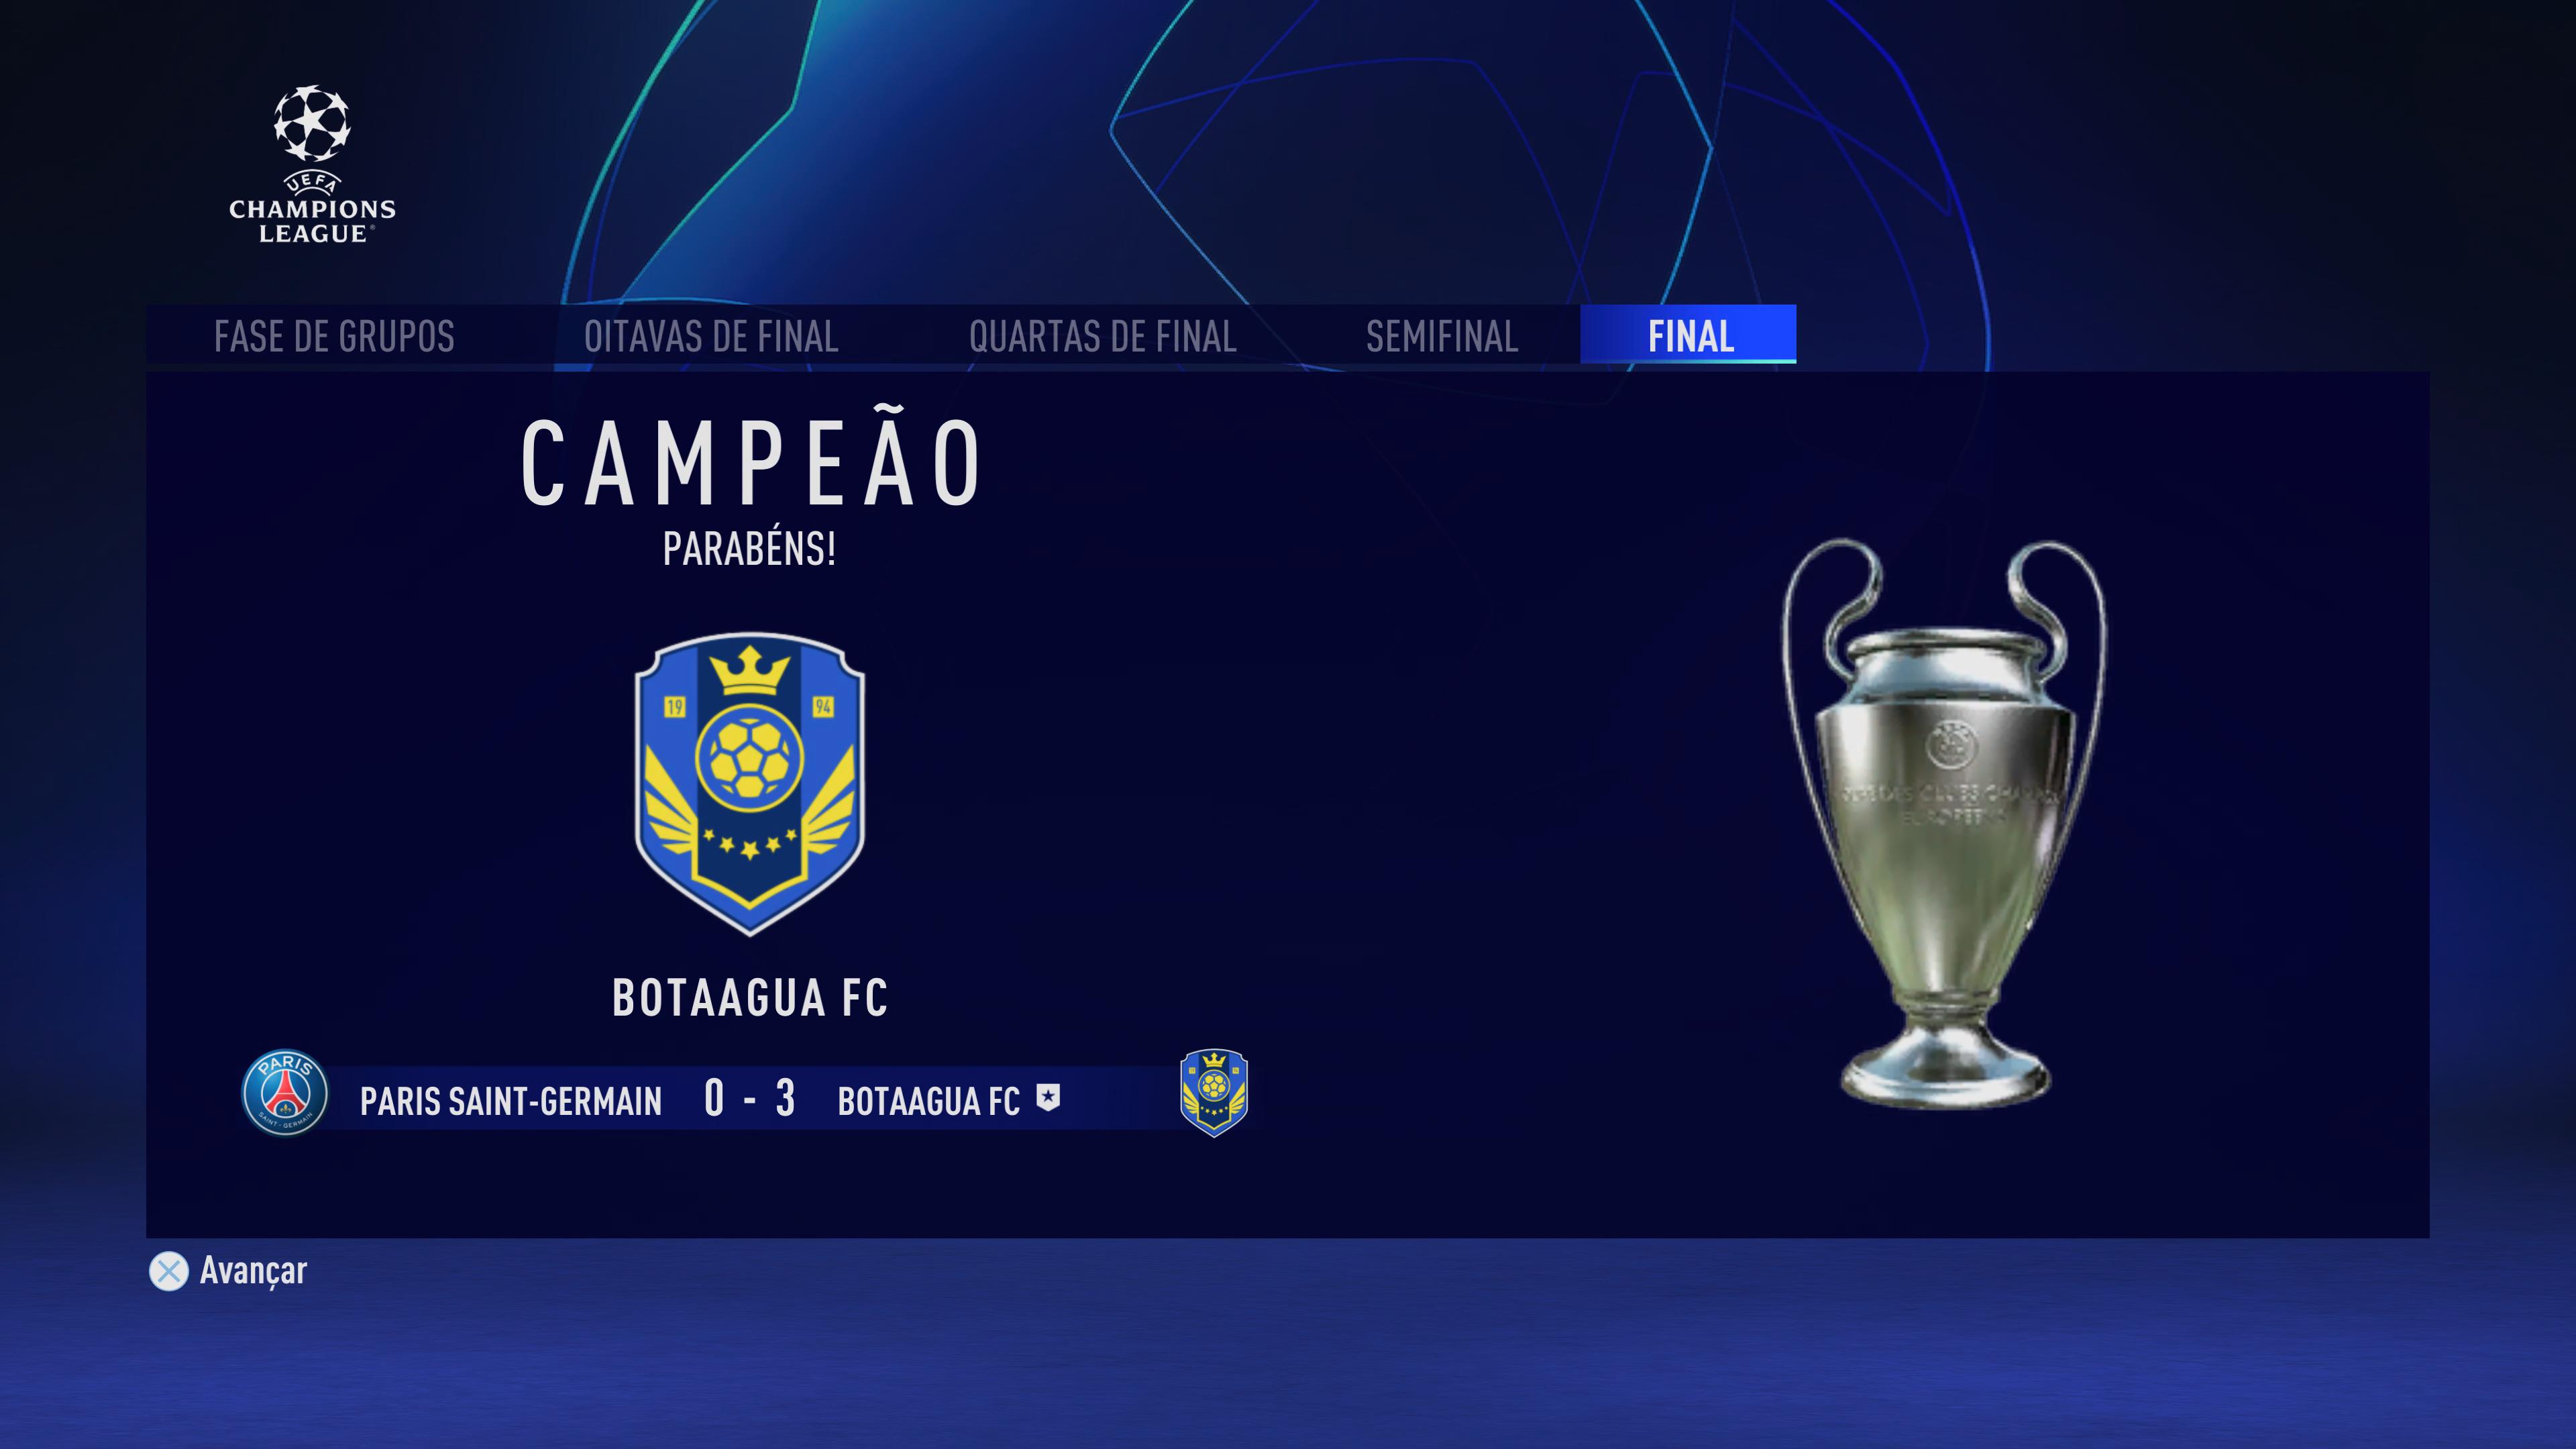 UEFA
CHAMPIONS
LEAGUE
FASE DE GRUPOS OITAVAS DE FINAL QUARTAS DE FINAL SEMIFINAL FINAL
CAMPEÃO
PARABÉNS!
19 94
BOTAAGUA FC
PARIS
SAINT-GERMAIN
PARIS SAINT-GERMAIN 0 - 3 BOTAAGUA FC
Avançar